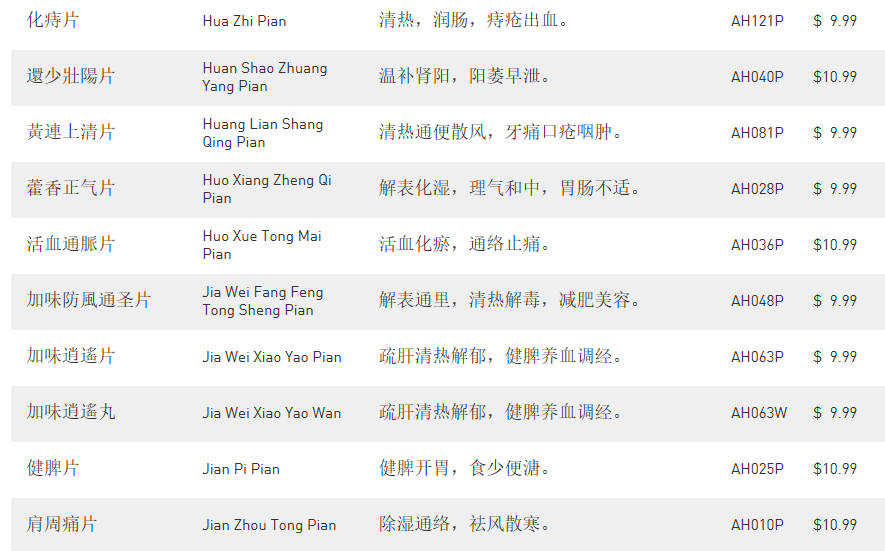 化痔片 Hua Zhi Pian 清热，润肠，痔疮出血。 AH121P $ 9.99
還少壯陽片 Huan Shao Zhuang Yang Pian 温补肾阳，阳萎早泄。 AH040P $10.99
黃連上清片 Huang Lian Shang Qing Pian 清热通便散风，牙痛口疮咽肿。 AH081P $ 9.99
藿香正气片 Huo Xiang Zheng Qi Pian 解表化湿，理气和中，胃肠不适。 AH028P $ 9.99
活血通脈片 Huo Xue Tong Mai Pian 活血化瘀，通络止痛。 AH036P $10.99
加味防風通圣片 Jia Wei Fang Feng Tong Sheng Pian 解表通里，清热解毒，减肥美容。 AH048P $ 9.99
加味逍遙片 Jia Wei Xiao Yao Pian 疏肝清热解郁，健脾养血调经。 AH063P $ 9.99
加味逍遙丸 Jia Wei Xiao Yao Wan 疏肝清热解郁，健脾养血调经。 AH063W $ 9.99
健脾片 Jian Pi Pian 健脾开胃，食少便溏。 AH025P $10.99
肩周痛片 Jian Zhou Tong Pian 除湿通络，祛风散寒。 AH010P $10.99